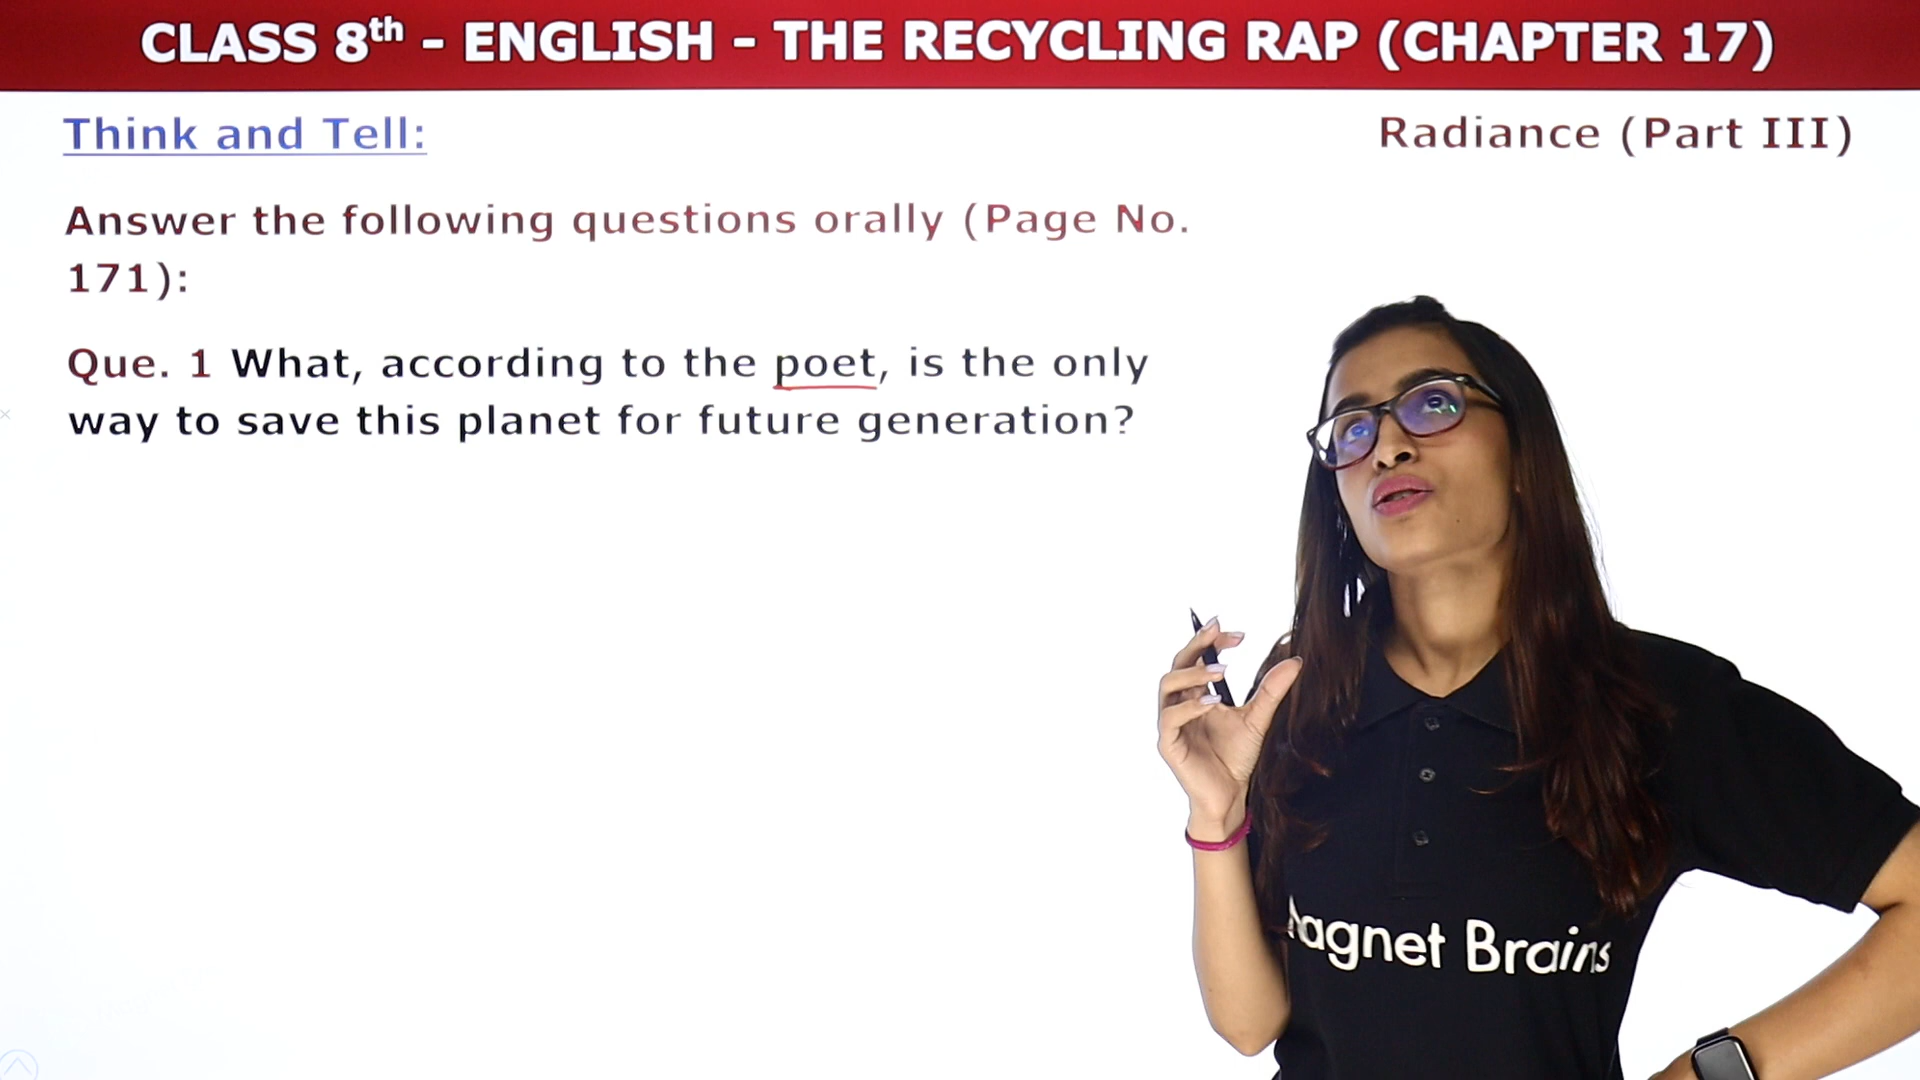 CLASS 8th - ENGLISH - THE RECYCLING RAP (CHAPTER 17)
Think and Tell:
Radiance (Part III)
Answer the following questions orally (Page No.
171):
Que. 1 What, according to the poet, is the only
way to save this planet for future generation?
Magnet Brains